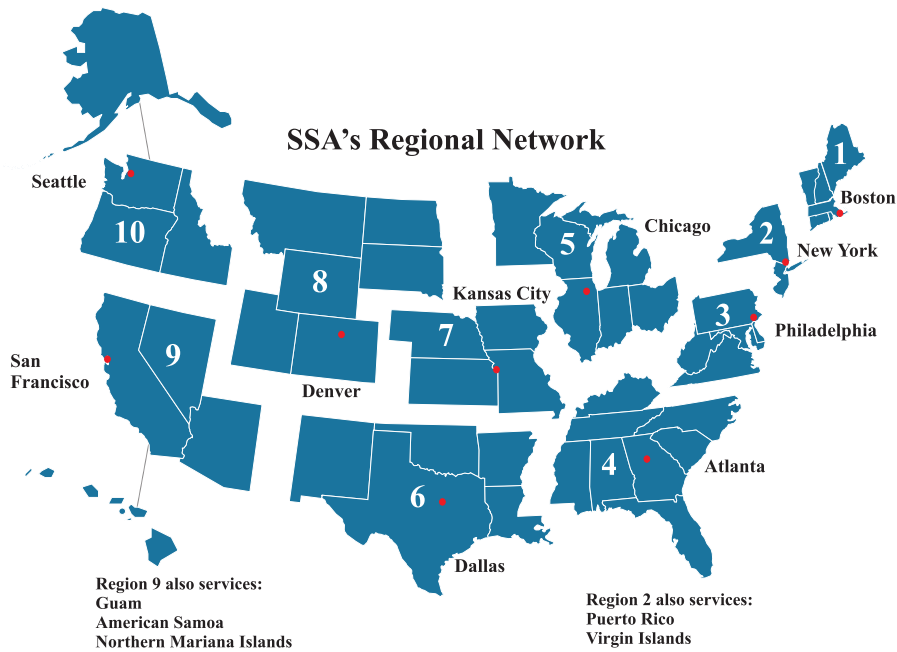 SSA's Regional Network
1
Seattle
Boston
10
2
5
Chicago
New York
8
Kansas City
3
7
Philadelphia
9
San
Francisco
Denver
4
Atlanta
6
Dallas
Region 9 also services:
Guam
American Samoa
Northern Mariana Islands
Region 2 also services:
Puerto Rico
Virgin Islands